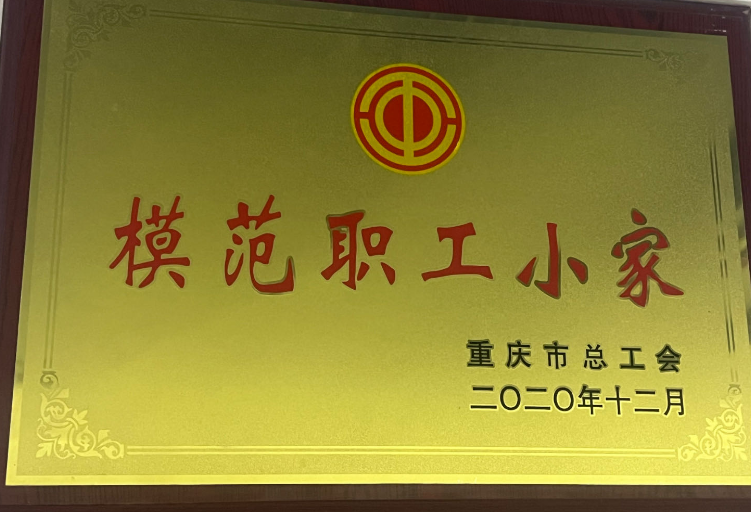 模范职工小家
重庆市总工会
二〇二〇年十二月